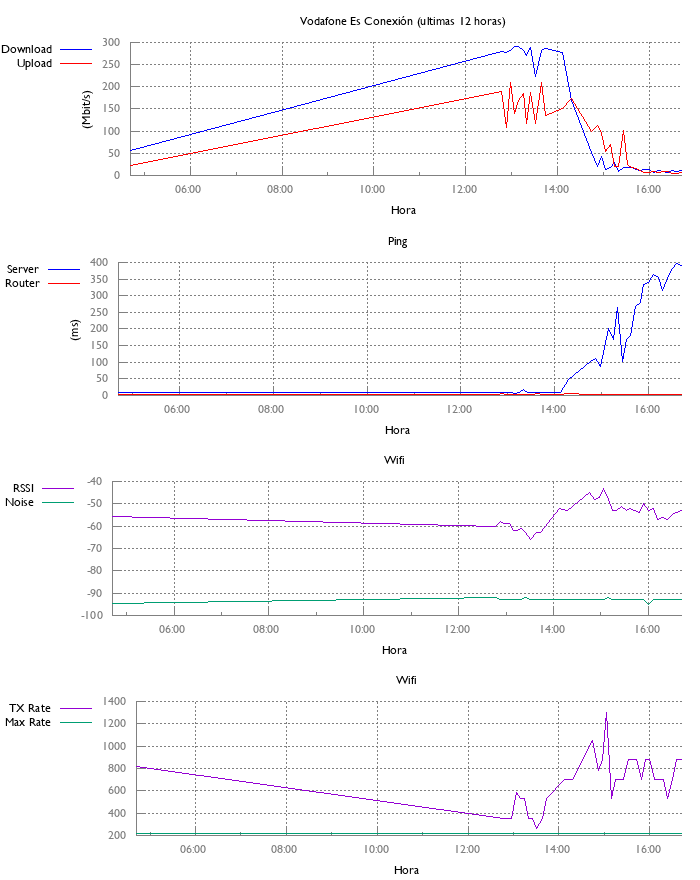 Vodafone Es Conexión (ultimas 12 horas)
Download
Upload
(Mbit/s)
300
250
200
150
100
50
0
06:00 08:00 10:00 12:00 14:00 16:00
Hora
Ping
Server
Router
(ms)
400
350
300
250
200
150
100
50
0
06:00 08:00 10:00 12:00 14:00 16:00
Hora
Wifi
RSSI
Noise
-40
-50
-60
-70
-80
-90
-100
06:00 08:00 10:00 12:00 14:00 16:00
Hora
Wifi
TX Rate
Max Rate
1400
1200
1000
800
600
400
200
06:00 08:00 10:00 12:00 14:00 16:00
Hora